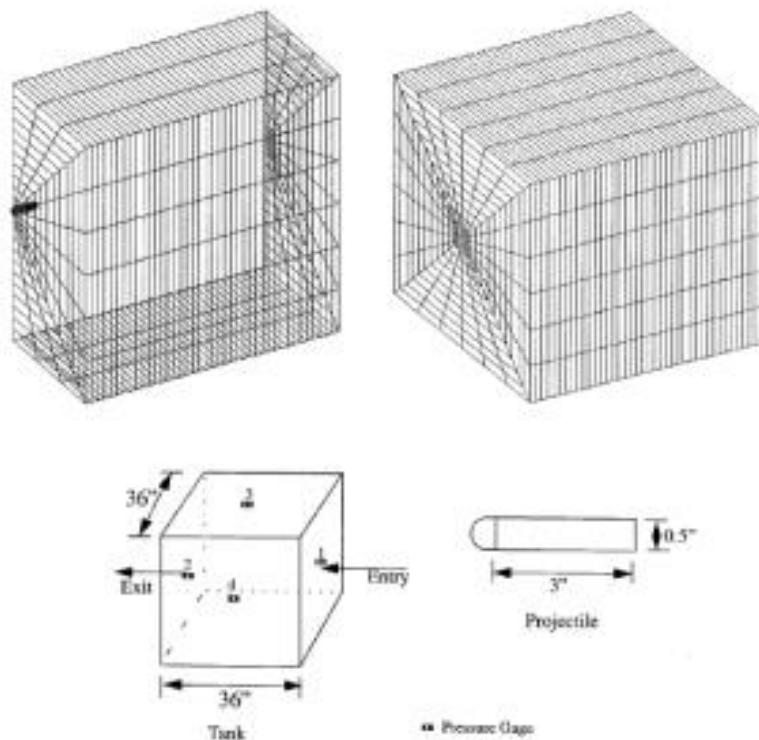 36"
3
1
2
4
Exit
Entry
36"
Tank
0.5"
3"
Projectile
Pressure Gage